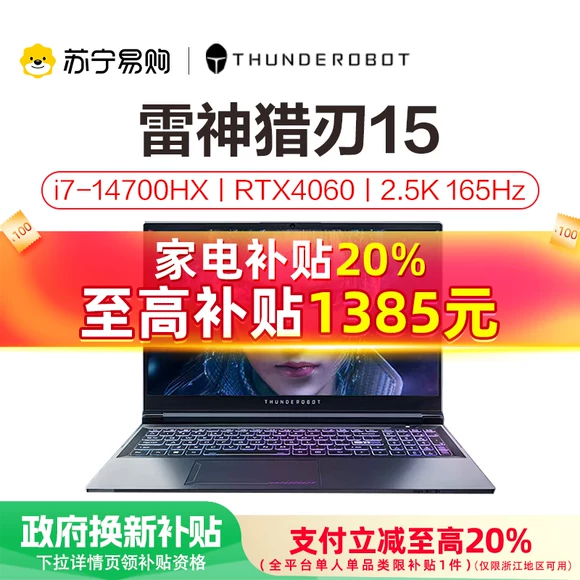 苏宁易购 | THUNDEROBOT
雷神猎刃15
i7-14700HX | RTX4060 | 2.5K 165Hz
100
100
家电补贴20%
至高补贴1385元
THUNDEROBOT
政府换新补贴
下拉详情页领补贴资格
支付立减至高20%
(全平台单人单品类限补贴1件)(仅限浙江地区可用)